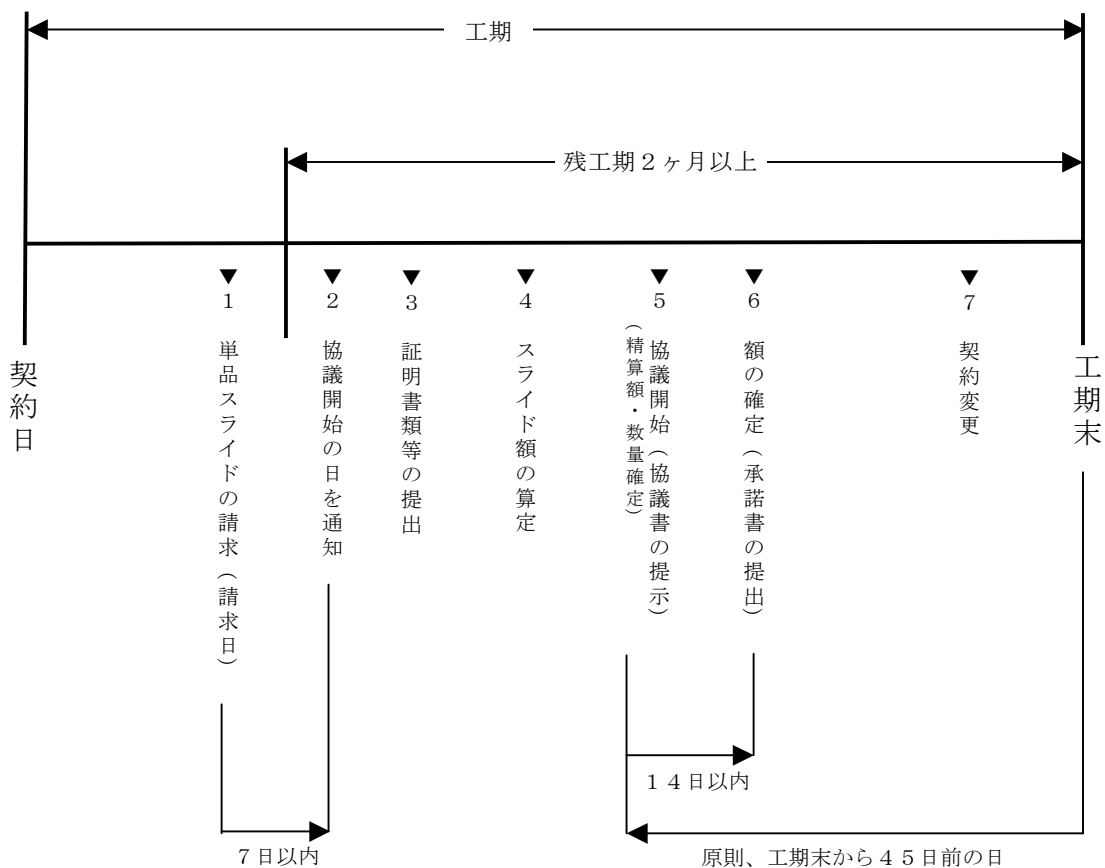 工期
残工期２ヶ月以上
契約日
１　単品スライドの請求（請求日）
２　協議開始の日を通知
３　証明書類等の提出
４　スライド額の算定
５　協議開始（協議書の提示）
（精算額・数量確定）
６　額の確定（承諾書の提出）
７　契約変更
工期末
１４日以内
７日以内
原則、工期末から４５日前の日